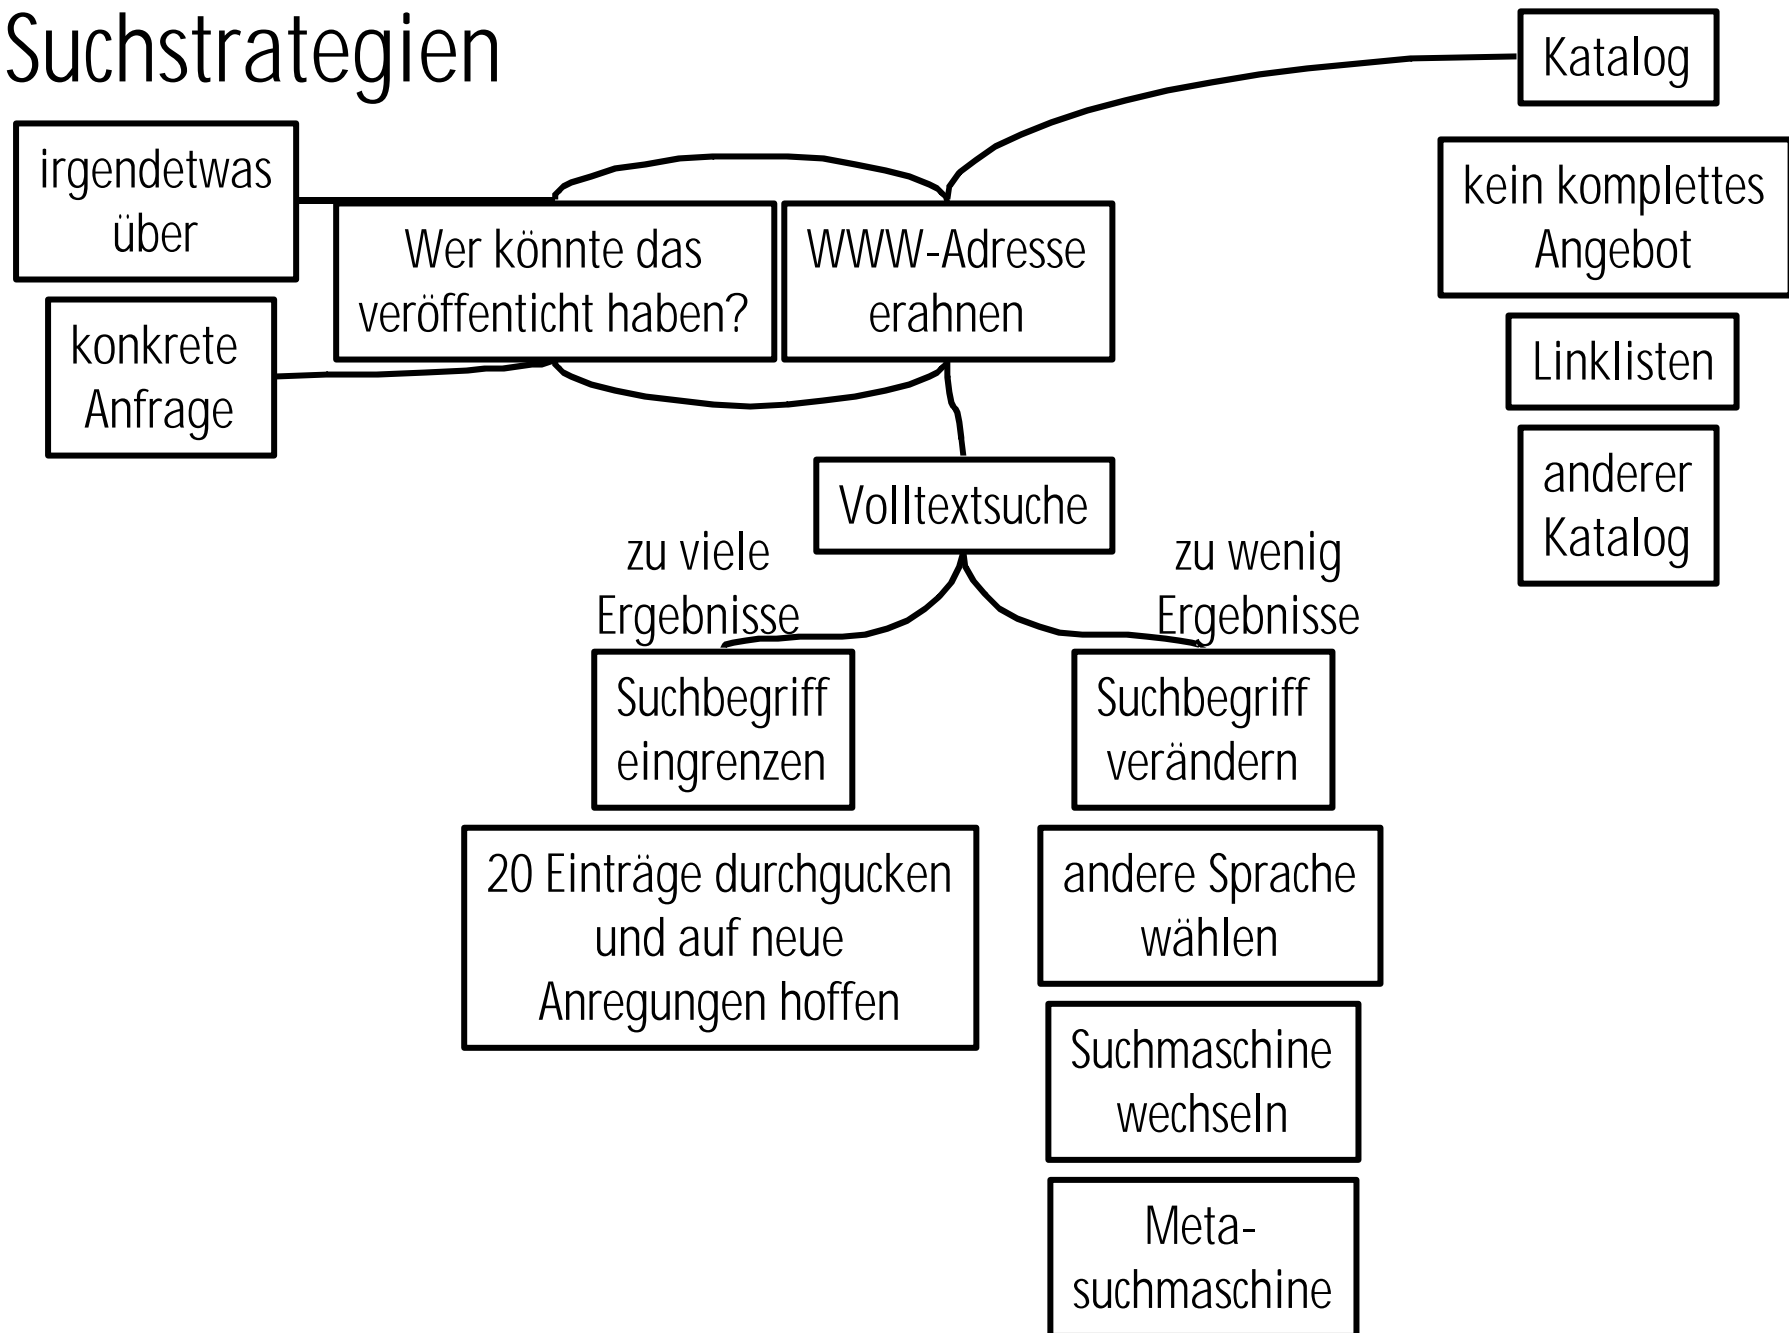 Suchstrategien
irgendetwas
über
konkrete
Anfrage
Wer könnte das
veröffenticht haben?
WWW-Adresse
erahnen
Katalog
kein komplettes
Angebot
Linklisten
anderer
Katalog
Volltextsuche
zu viele
Ergebnisse
Suchbegriff
eingrenzen
20 Einträge durchgucken
und auf neue
Anregungen hoffen
zu wenig
Ergebnisse
Suchbegriff
verändern
andere Sprache
wählen
Suchmaschine
wechseln
Meta-
suchmaschine